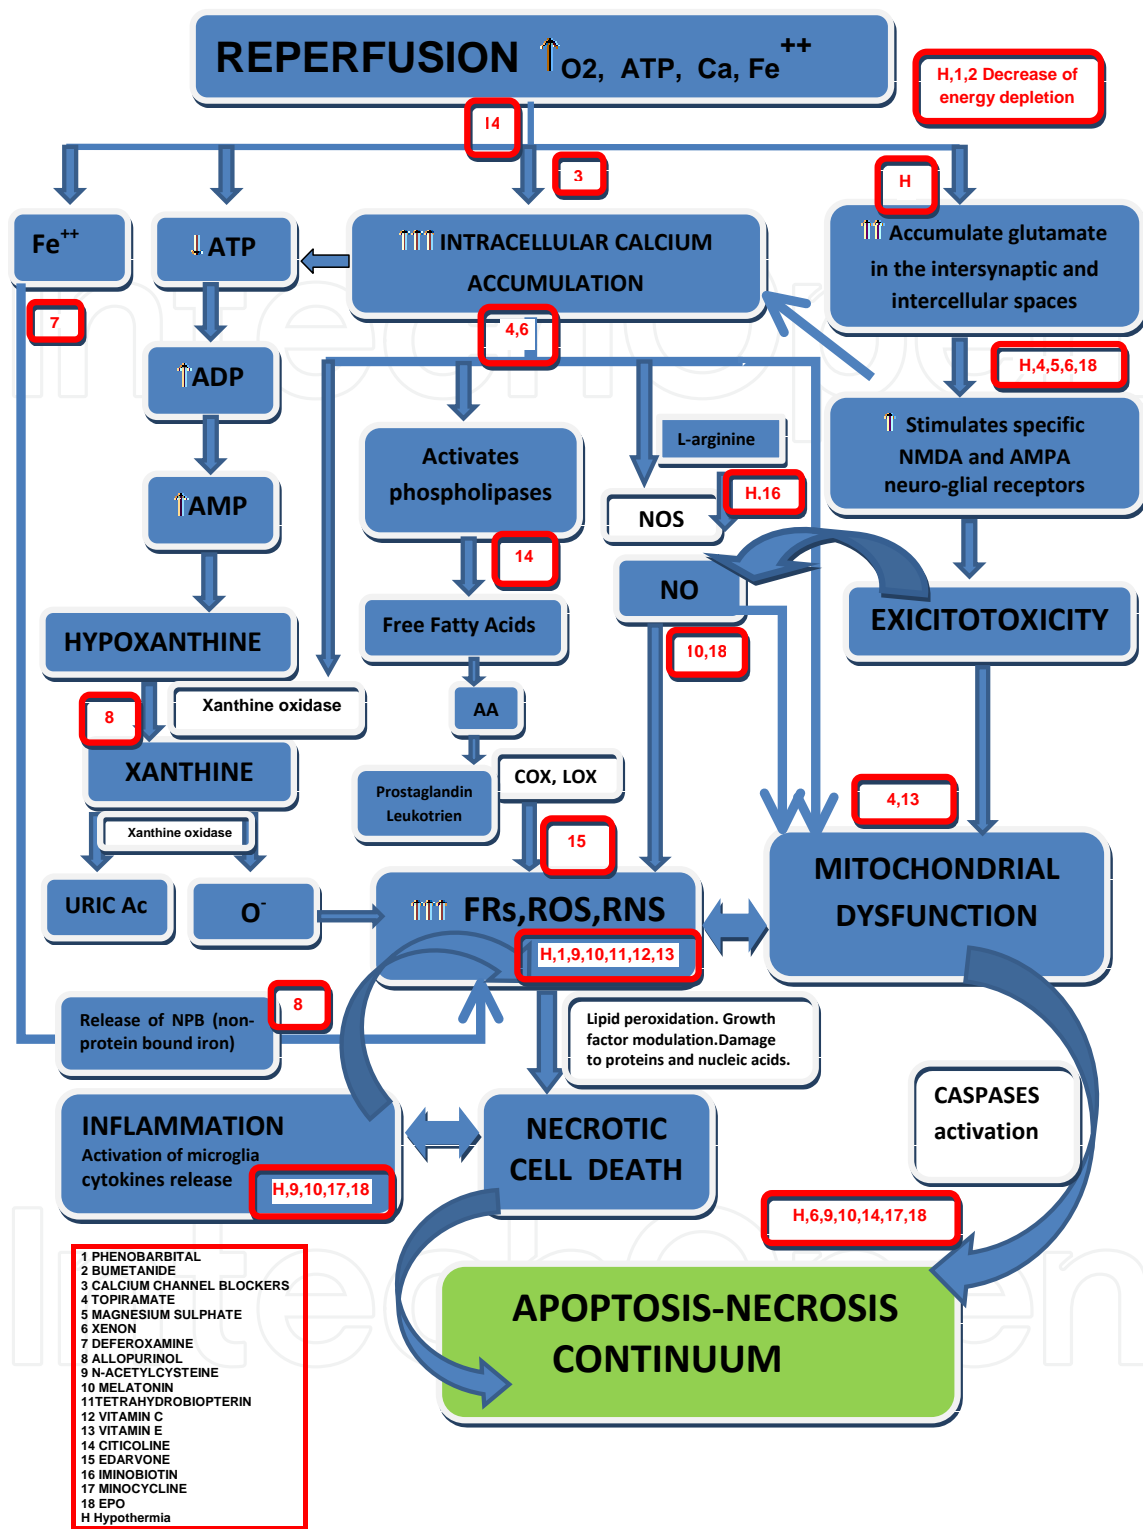 REPERFUSION ↑O2, ATP, Ca, Fe++
H,1,2 Decrease of
energy depletion
14
3
H
Fe++
↓ATP
↑↑↑ INTRACELLULAR CALCIUM
ACCUMULATION
↑↑ Accumulate glutamate
in the intersynaptic and
intercellular spaces
7
4,6
H,4,5,6,18
↑ADP
Activates
phospholipases
L-arginine
↑ Stimulates specific
NMDA and AMPA
neuro-glial receptors
↑AMP
H,16
NOS
14
NO
EXICITOTOXICITY
HYPOXANTHINE
Free Fatty Acids
10,18
8
Xanthine oxidase
AA
XANTHINE
COX, LOX
Prostaglandin
Leukotrien
4,13
Xanthine oxidase
15
MITOCHONDRIAL
DYSFUNCTION
URIC Ac
O-
↑↑↑ FRs,ROS,RNS
H,1,9,10,11,12,13
8
Release of NPB (non-
protein bound iron)
Lipid peroxidation. Growth
factor modulation.Damage
to proteins and nucleic acids.
CASPASES
activation
INFLAMMATION
Activation of microglia
cytokines release
H,9,10,17,18
NECROTIC
CELL DEATH
H,6,9,10,14,17,18
APOPTOSIS-NECROSIS
CONTINUUM
1 PHENOBARBITAL
2 BUMETANIDE
3 CALCIUM CHANNEL BLOCKERS
4 TOPIRAMATE
5 MAGNESIUM SULPHATE
6 XENON
7 DEFEROXAMINE
8 ALLOPURINOL
9 N-ACETYLCYSTEINE
10 MELATONIN
11TETRAHYDROBIOPTERIN
12 VITAMIN C
13 VITAMIN E
14 CITICOLINE
15 EDARVONE
16 IMINOBIOTIN
17 MINOCYCLINE
18 EPO
H Hypothermia
IntechOpen
IntechOpen